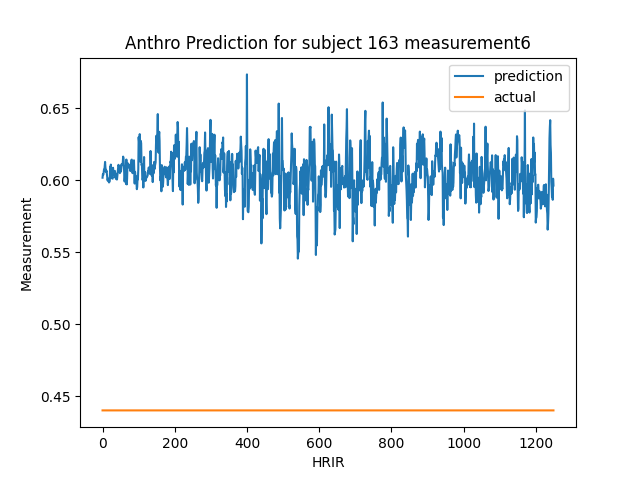 Anthro Prediction for subject 163 measurement6
prediction
actual
Measurement
0.65
0.60
0.55
0.50
0.45
0 200 400 600 800 1000 1200
HRIR